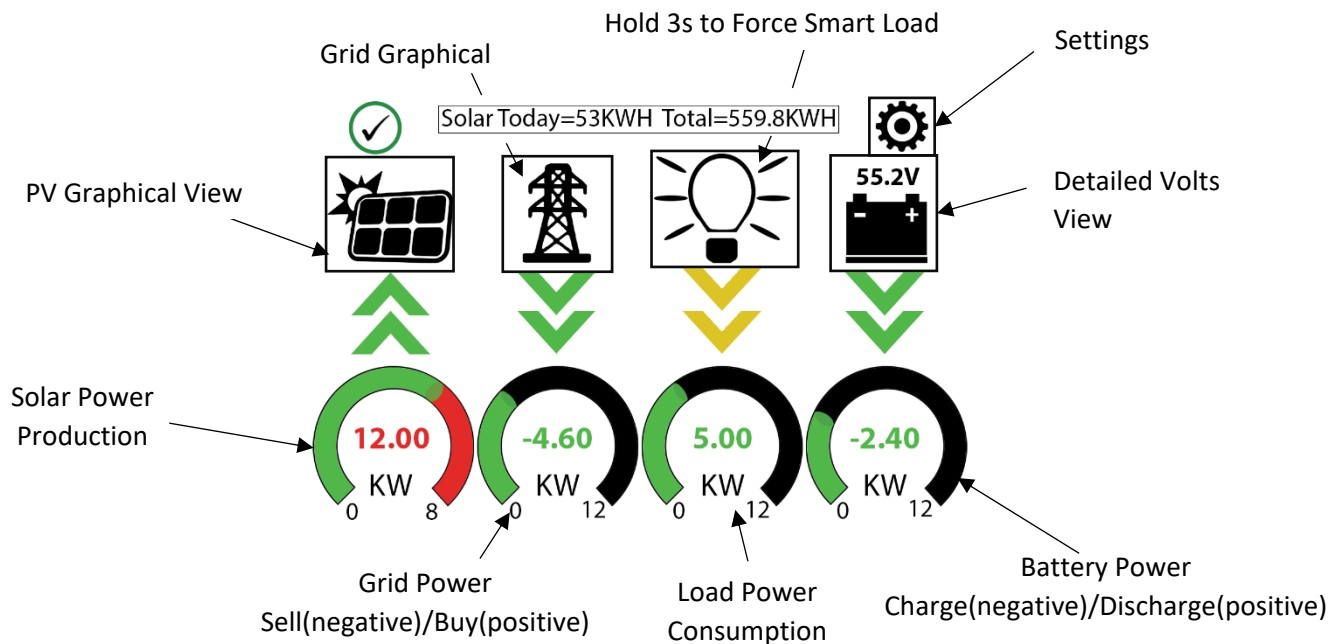 Hold 3s to Force Smart Load
Grid Graphical
Settings
Solar Today=53KWH Total=559.8KWH
PV Graphical View
55.2V
Detailed Volts
View
Solar Power
Production
12.00
KW
0
8
-4.60
KW
0
12
5.00
KW
0
12
-2.40
KW
0
12
Grid Power
Sell(negative)/Buy(positive)
Load Power
Consumption
Battery Power
Charge(negative)/Discharge(positive)